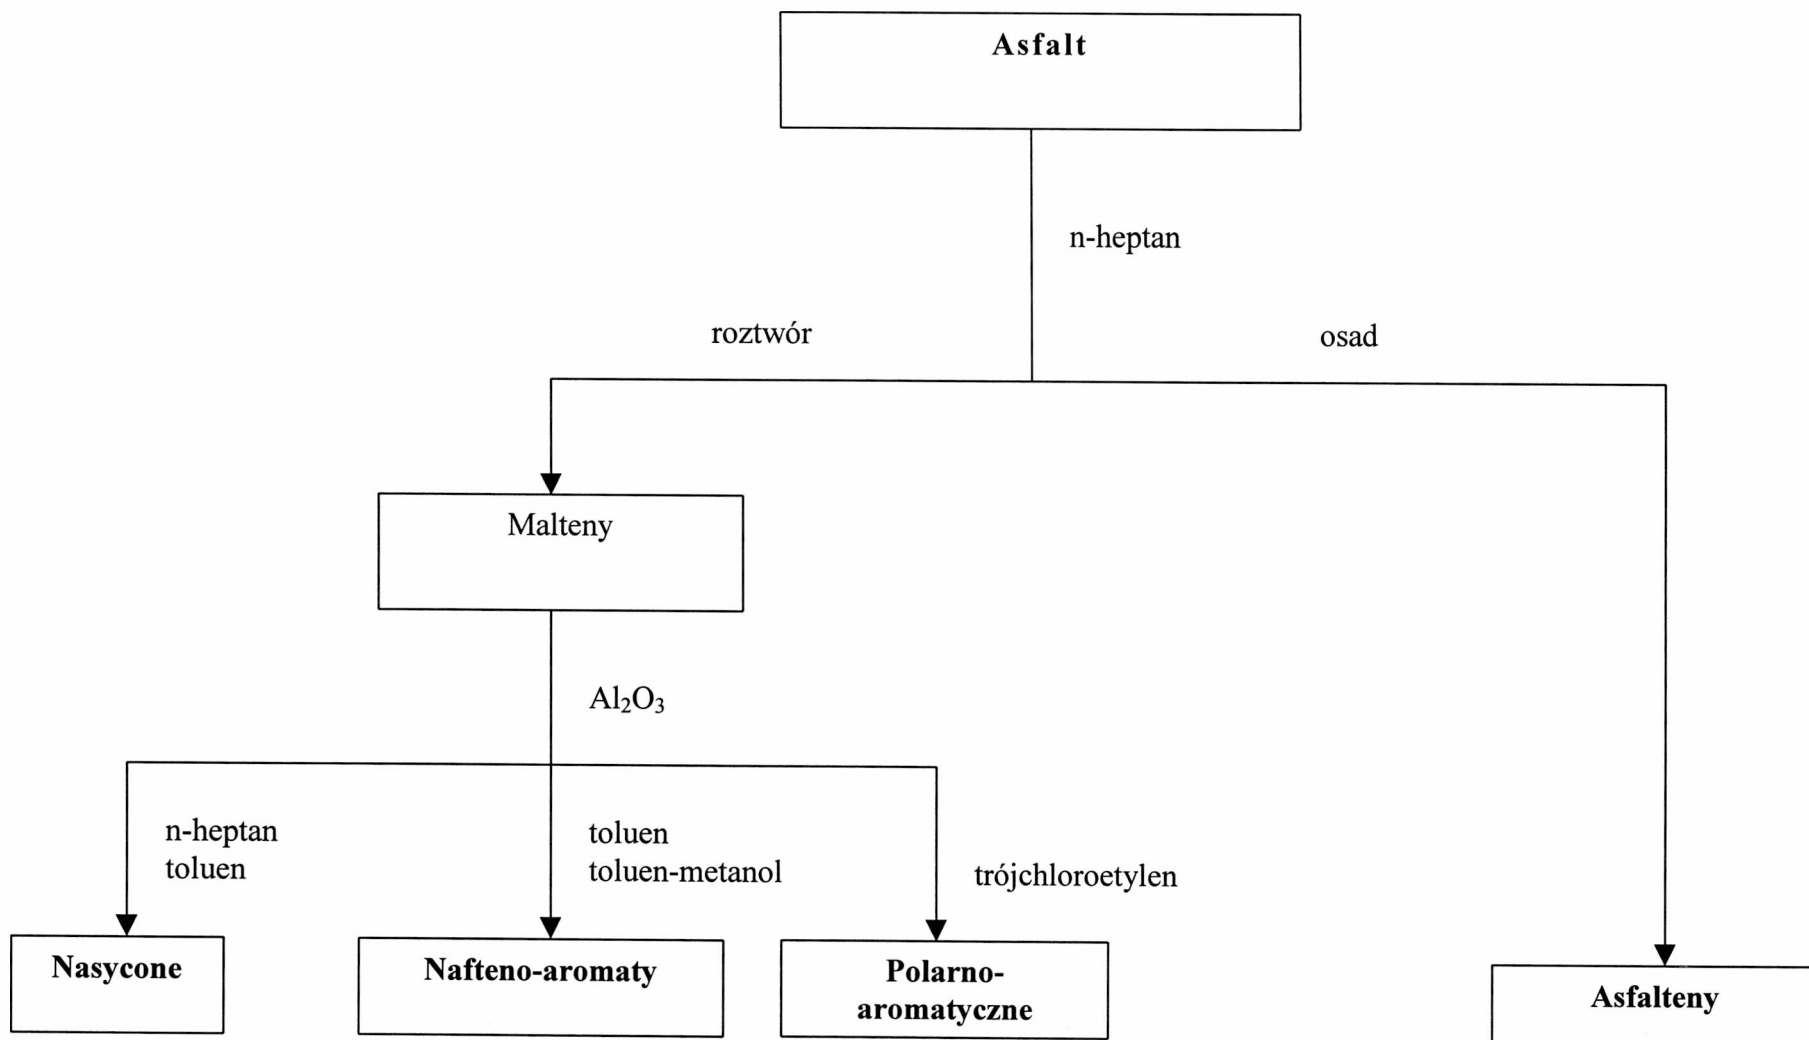 Asfalt
n-heptan
roztwór
osad
Malteny
Al₂O₃
n-heptan
toluen
toluen
toluen-metanol
trójchloroetylen
Nasycone
Nafteno-aromaty
Polarno-
aromatyczne
Asfalteny